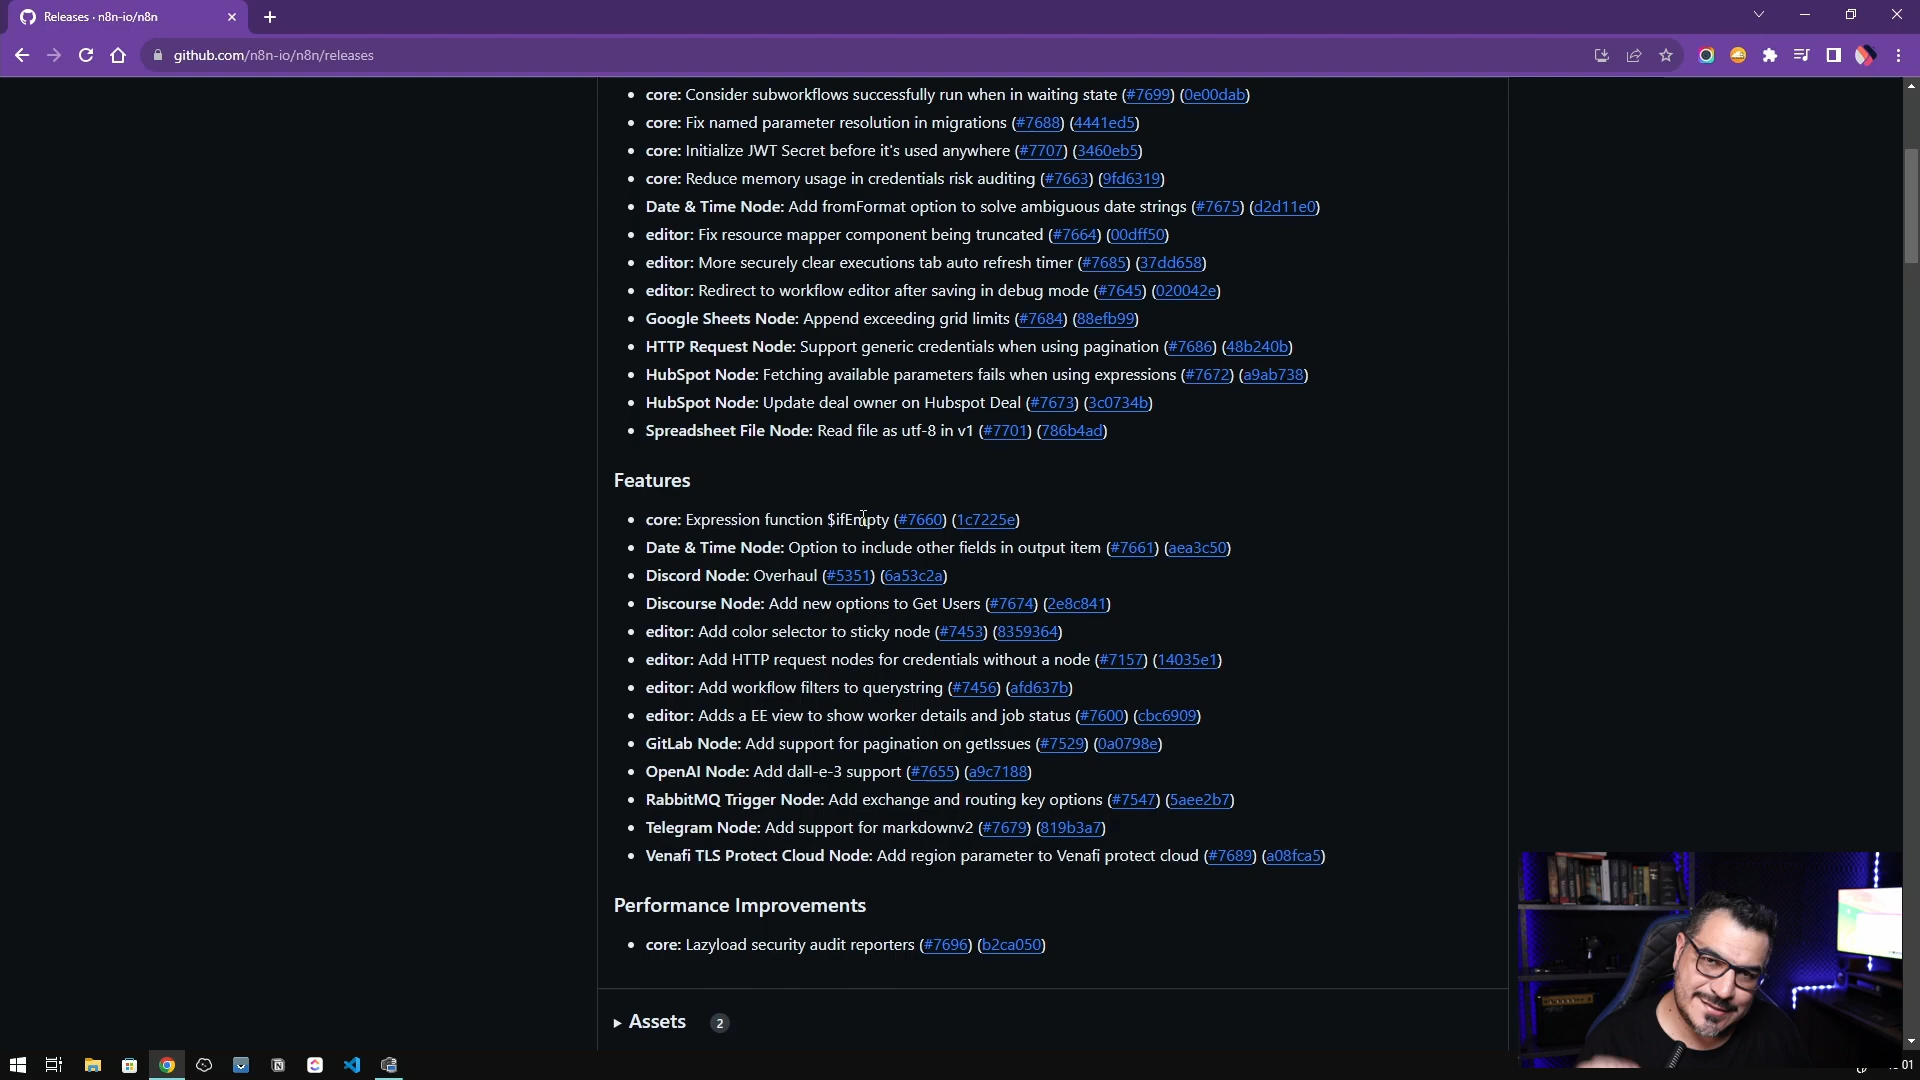 Releases · n8n-io/n8n
github.com/n8n-io/n8n/releases
core: Consider subworkflows successfully run when in waiting state (#7699) (0e00dab)
core: Fix named parameter resolution in migrations (#7688) (4441ed5)
core: Initialize JWT Secret before it's used anywhere (#7707) (3460eb5)
core: Reduce memory usage in credentials risk auditing (#7663) (9fd6319)
Date & Time Node: Add fromFormat option to solve ambiguous date strings (#7675) (d2d11e0)
editor: Fix resource mapper component being truncated (#7664) (00dff50)
editor: More securely clear executions tab auto refresh timer (#7685) (37dd658)
editor: Redirect to workflow editor after saving in debug mode (#7645) (020042e)
Google Sheets Node: Append exceeding grid limits (#7684) (88efb99)
HTTP Request Node: Support generic credentials when using pagination (#7686) (48b240b)
HubSpot Node: Fetching available parameters fails when using expressions (#7672) (a9ab738)
HubSpot Node: Update deal owner on Hubspot Deal (#7673) (3c0734b)
Spreadsheet File Node: Read file as utf-8 in v1 (#7701) (786b4ad)
Features
core: Expression function $ifEmpty (#7660) (1c7225e)
Date & Time Node: Option to include other fields in output item (#7661) (aea3c50)
Discord Node: Overhaul (#5351) (6a53c2a)
Discourse Node: Add new options to Get Users (#7674) (2e8c841)
editor: Add color selector to sticky node (#7453) (8359364)
editor: Add HTTP request nodes for credentials without a node (#7157) (14035e1)
editor: Add workflow filters to querystring (#7456) (afd637b)
editor: Adds a EE view to show worker details and job status (#7600) (cbc6909)
GitLab Node: Add support for pagination on getIssues (#7529) (0a0798e)
OpenAI Node: Add dall-e-3 support (#7655) (a9c7188)
RabbitMQ Trigger Node: Add exchange and routing key options (#7547) (5aee2b7)
Telegram Node: Add support for markdownv2 (#7679) (819b3a7)
Venafi TLS Protect Cloud Node: Add region parameter to Venafi protect cloud (#7689) (a08fca5)
Performance Improvements
core: Lazyload security audit reporters (#7696) (b2ca050)
Assets 2